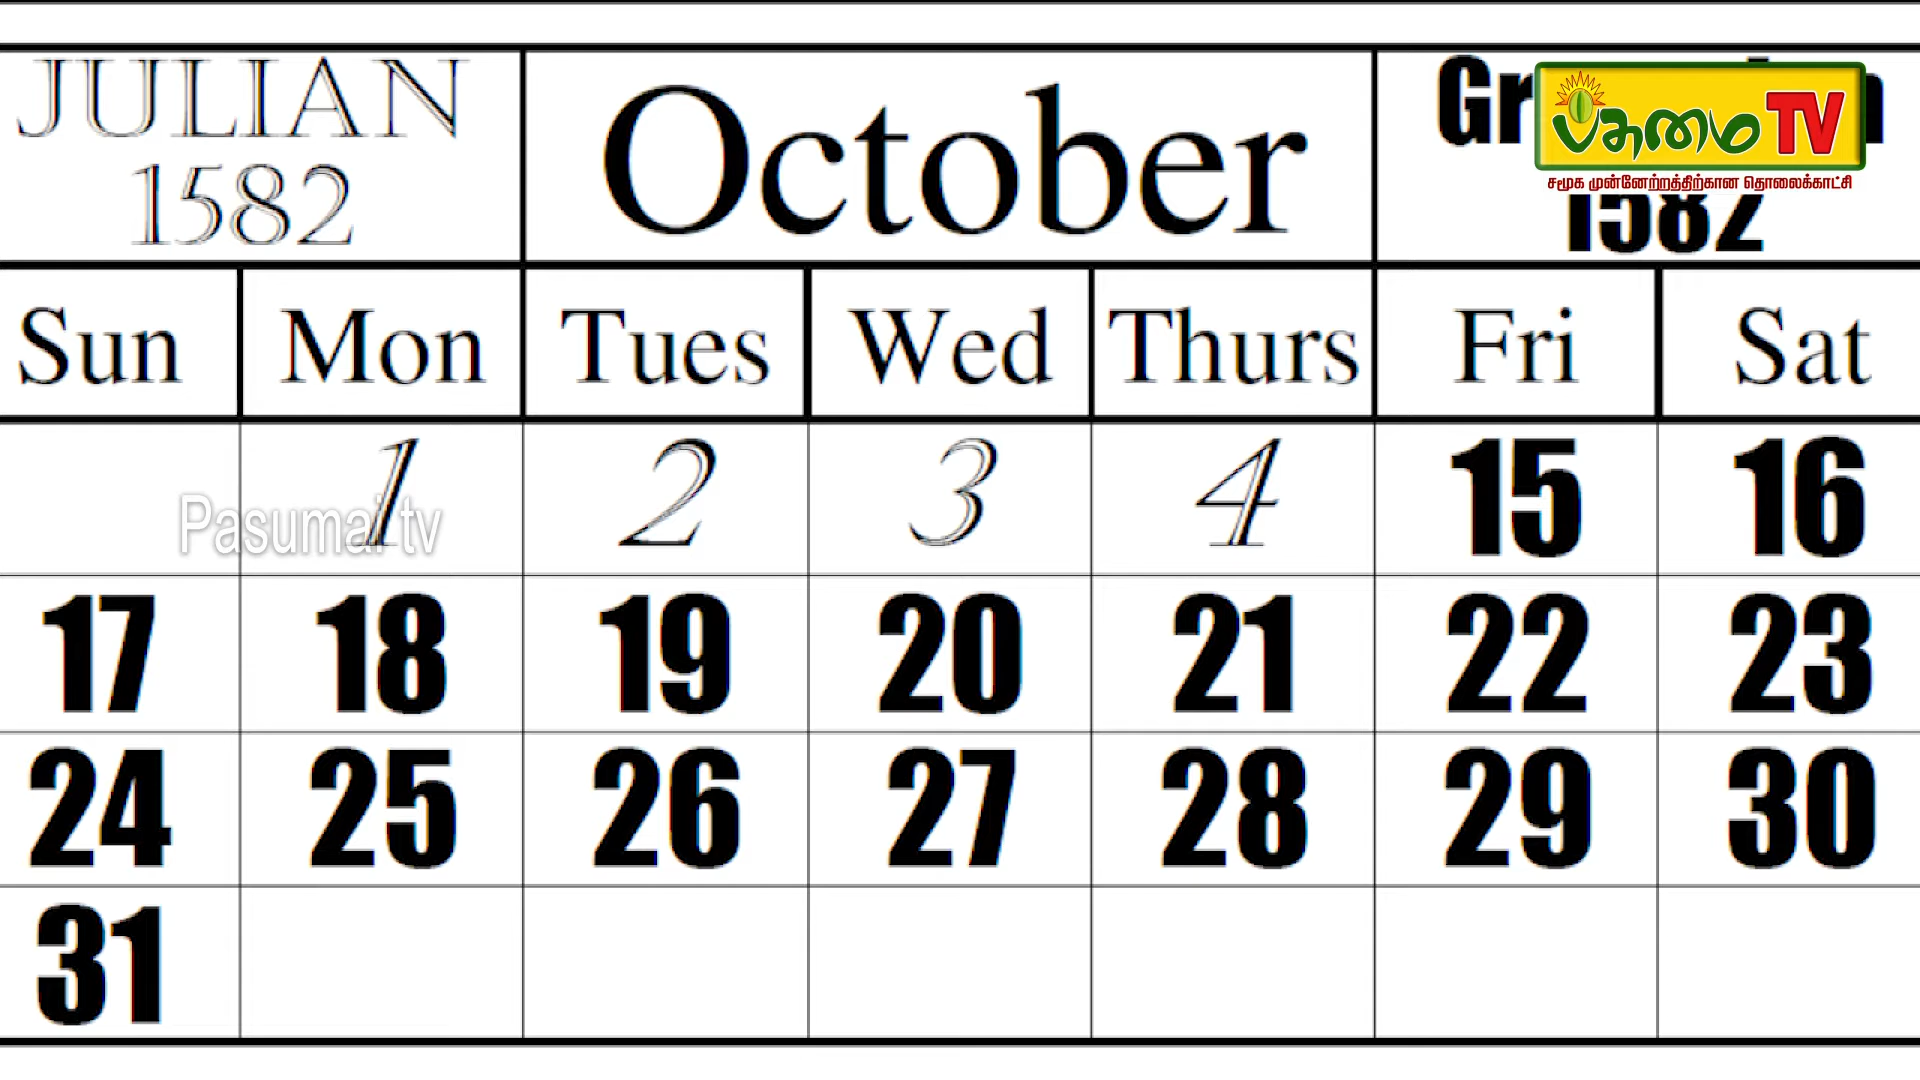 JULIAN
1582
October
1582
பசுமை TV
சமூக முன்னேற்றத்திற்கான தொலைக்காட்சி
Sun Mon Tues Wed Thurs Fri Sat
1 2 3 4 15 16
Pasumai tv
17 18 19 20 21 22 23
24 25 26 27 28 29 30
31